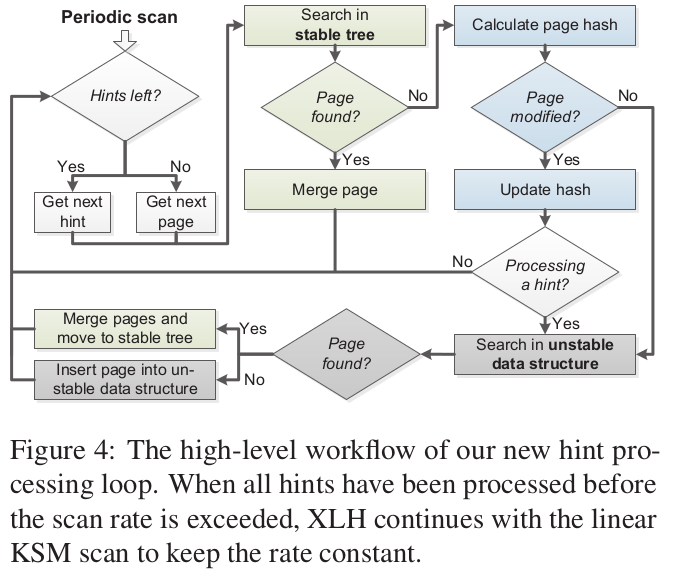 Periodic scan
Hints left?
Yes
No
Get next
hint
Get next
page
Search in
stable tree
Page
found?
No
Yes
Merge page
Calculate page hash
Page
modified?
No
Yes
Update hash
Processing
a hint?
No
Yes
Search in unstable
data structure
Page
found?
Yes
No
Merge pages and
move to stable tree
Insert page into un-
stable data structure
Figure 4: The high-level workflow of our new hint pro-
cessing loop. When all hints have been processed before
the scan rate is exceeded, XLH continues with the linear
KSM scan to keep the rate constant.